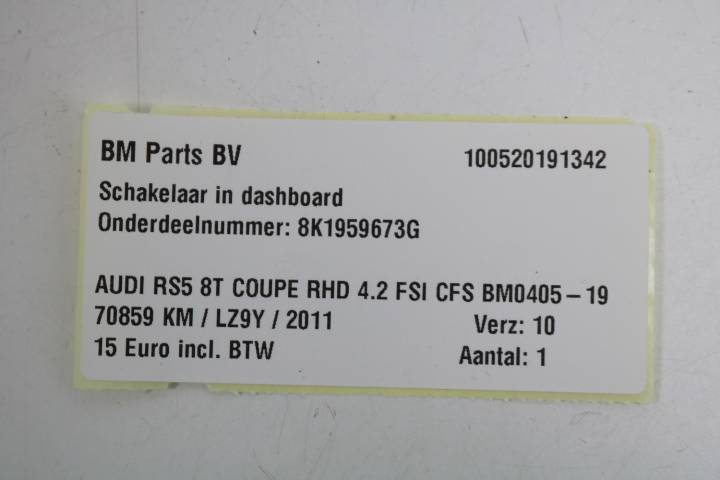 BM Parts BV 100520191342
Schakelaar in dashboard
Onderdeelnummer: 8K1959673G
AUDI RS5 8T COUPE RHD 4.2 FSI CFS BM0405-19
70859 KM / LZ9Y / 2011 Verz: 10
15 Euro incl. BTW Aantal: 1